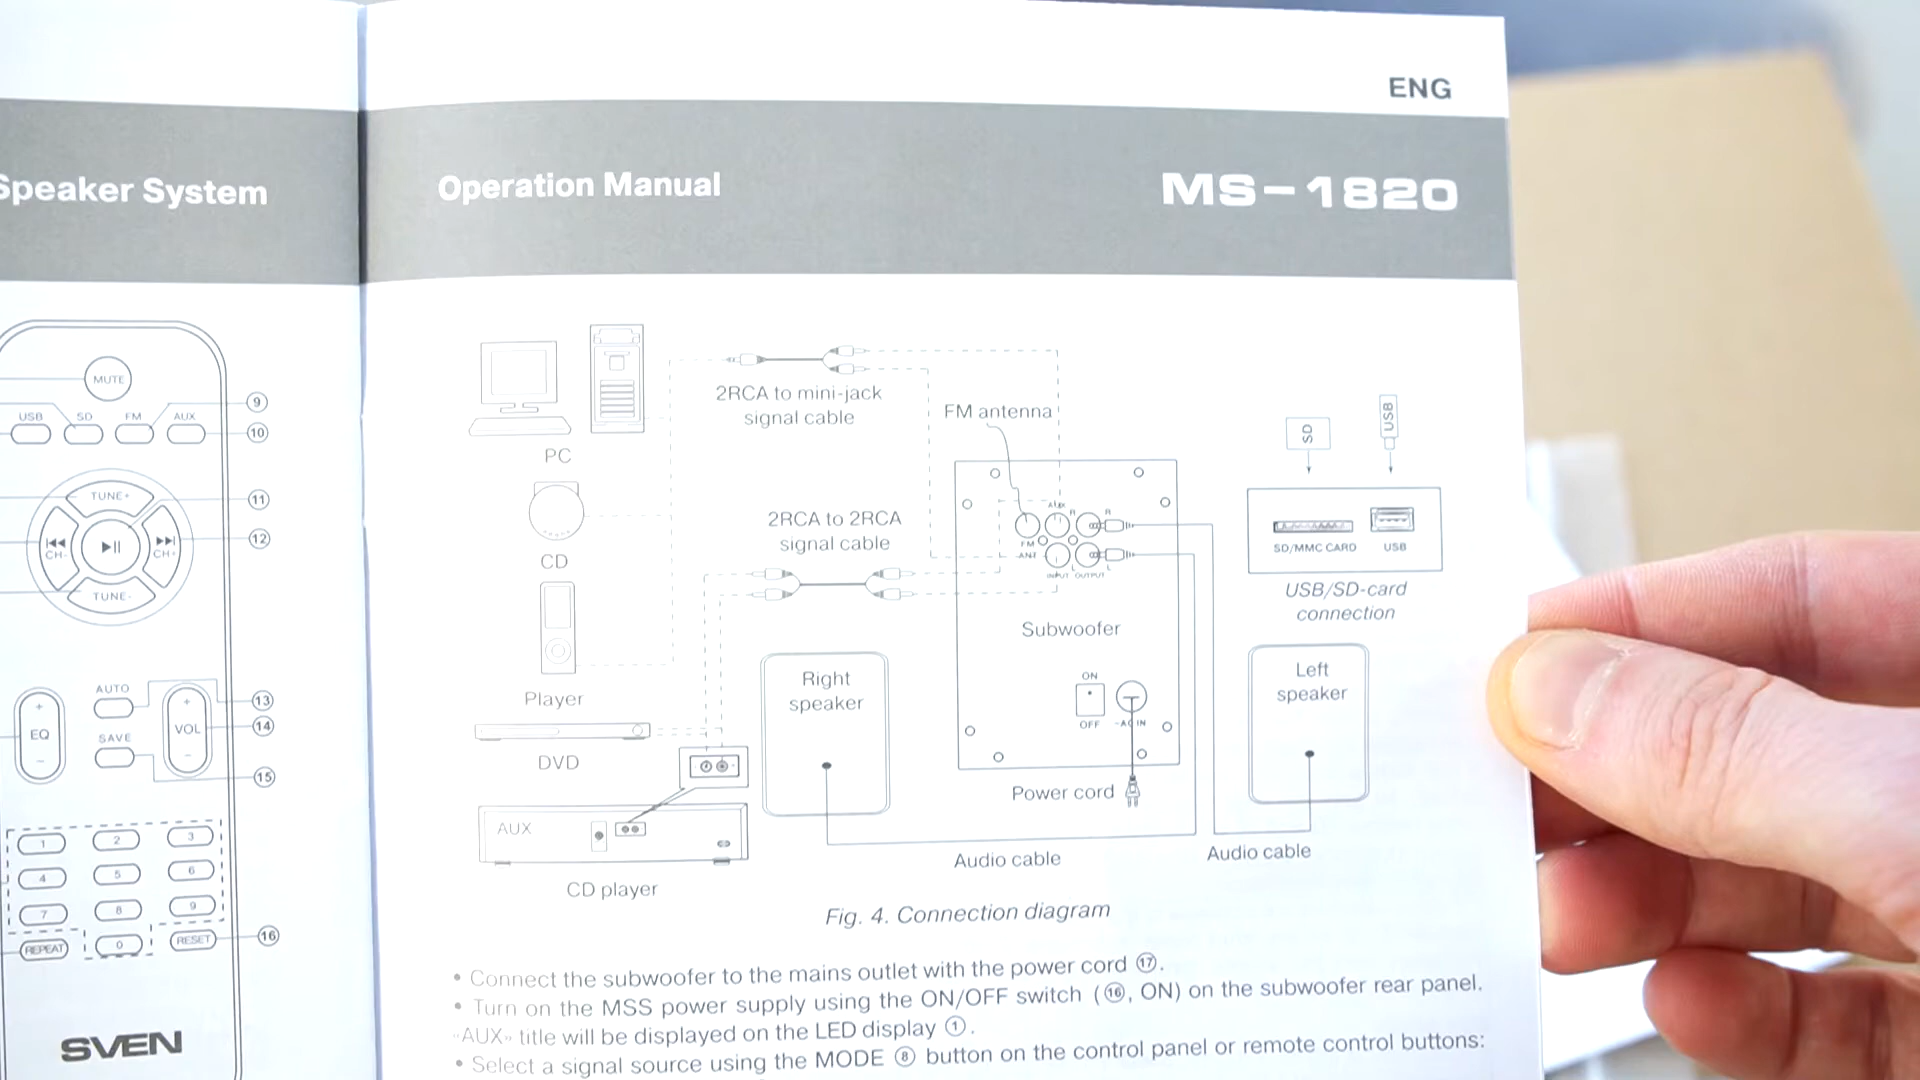 Speaker System
MUTE
USB SD FM AUX
9
10
TUNE+
11
CH- CH+
12
TUNE-
AUTO
EQ
VOL
SAVE
13
14
15
1 2 3
4 5 6
7 8 9
REPEAT 0 RESET
16
SVEN
ENG
Operation Manual
MS-1820
PC
2RCA to mini-jack
signal cable
FM antenna
CD
2RCA to 2RCA
signal cable
AUX
R R
FM
ANT
L L
INPUT OUTPUT
Subwoofer
ON
OFF
~AC IN
Power cord
SD
USB
SD/MMC CARD USB
USB/SD-card
connection
Player
DVD
AUX
CD player
Right
speaker
Left
speaker
Audio cable
Audio cable
Fig. 4. Connection diagram
• Connect the subwoofer to the mains outlet with the power cord ⑰.
• Turn on the MSS power supply using the ON/OFF switch (⑯, ON) on the subwoofer rear panel.
«AUX» title will be displayed on the LED display ①.
• Select a signal source using the MODE ⑧ button on the control panel or remote control buttons: